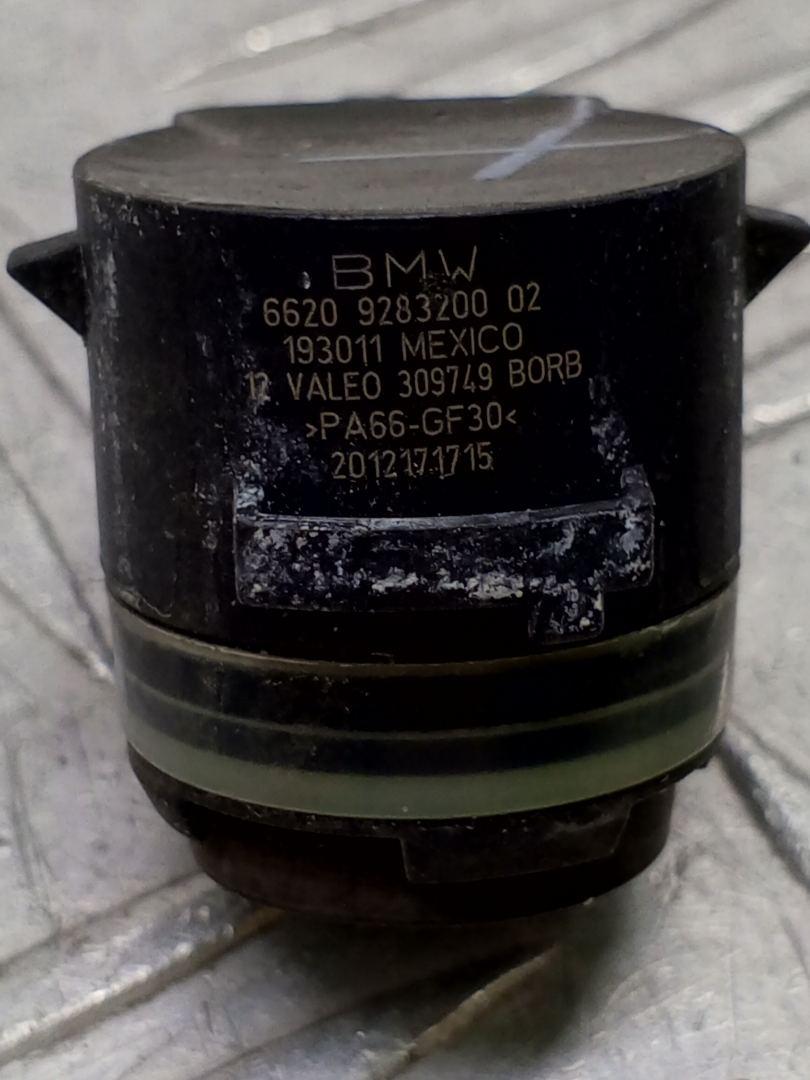 BMW
6620 9283200 02
193011 MEXICO
12 VALEO 309749 BORB
>PA66-GF30<
2012171715